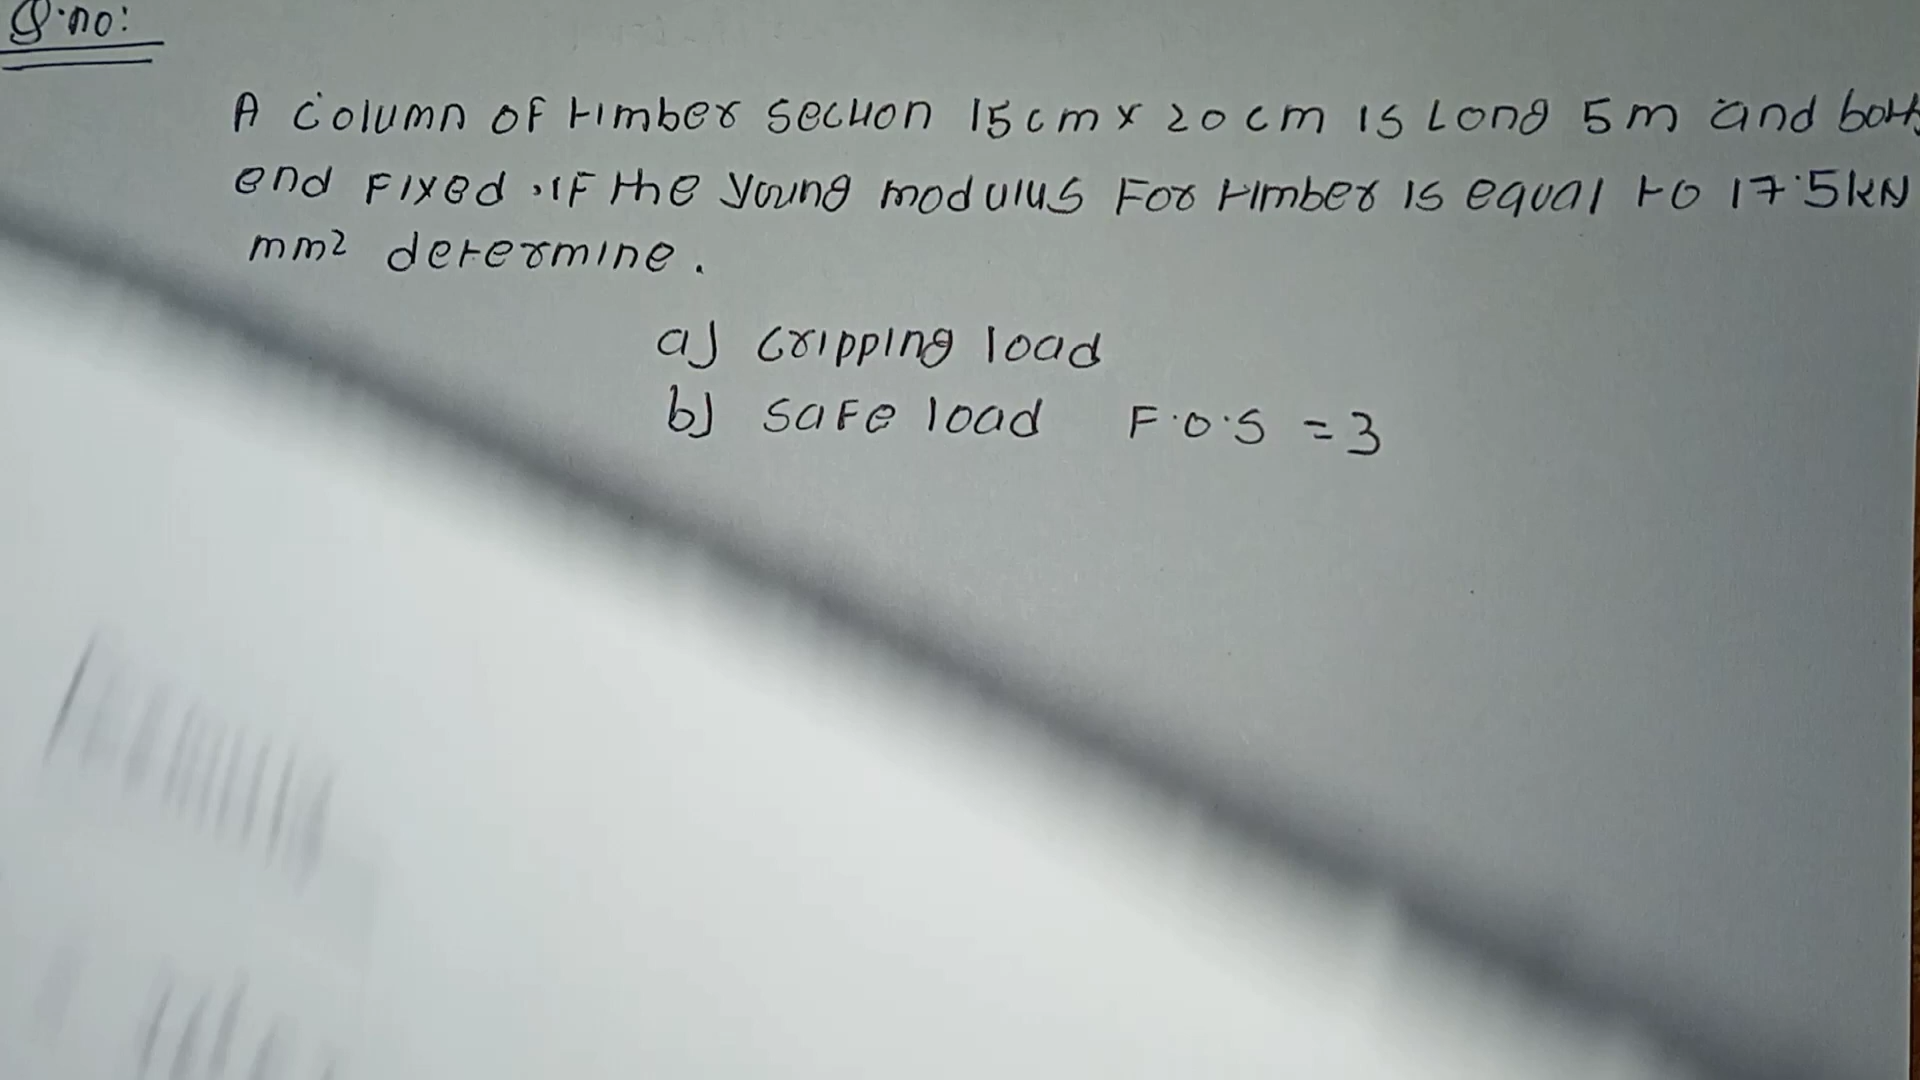 Q.no:
A column of timber section 15cm x 20cm is Long 5m and both
end fixed . if the young modulus For timber is equal to 17.5kN
mm2 determine.
a) cripping load
b) safe load F.O.S = 3